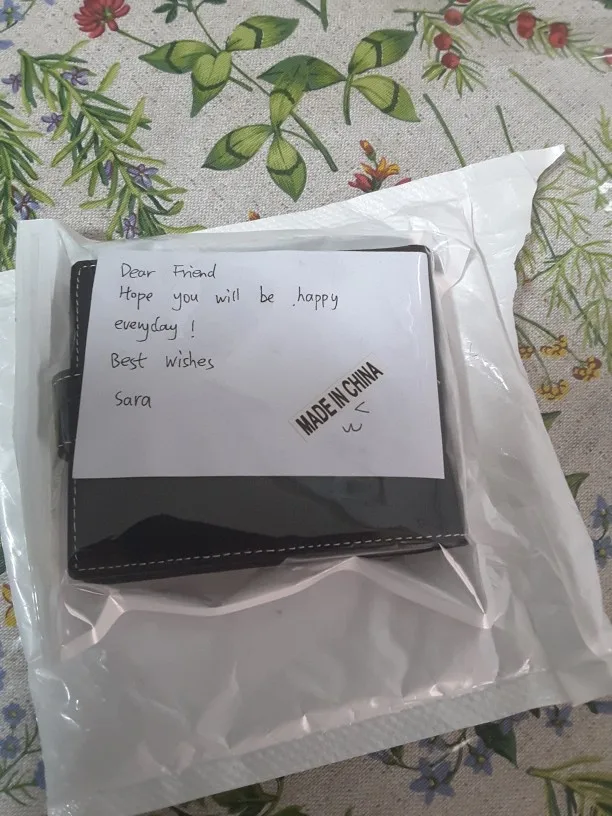 Dear Friend
Hope you will be happy
everyday !
Best Wishes
Sara
MADE IN CHINA